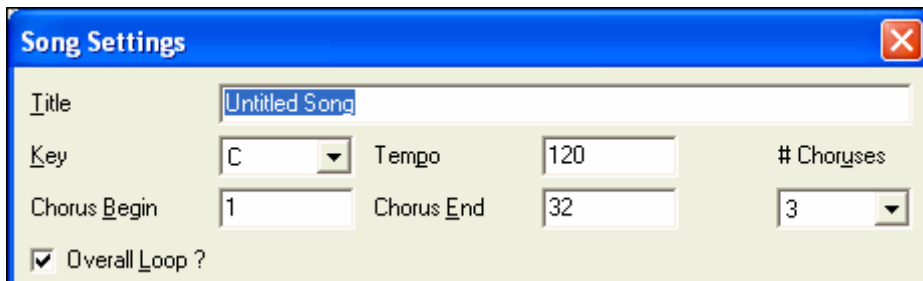 Song Settings
Title Untitled Song
Key C Tempo 120 # Choruses
Chorus Begin 1 Chorus End 32 3
Overall Loop ?